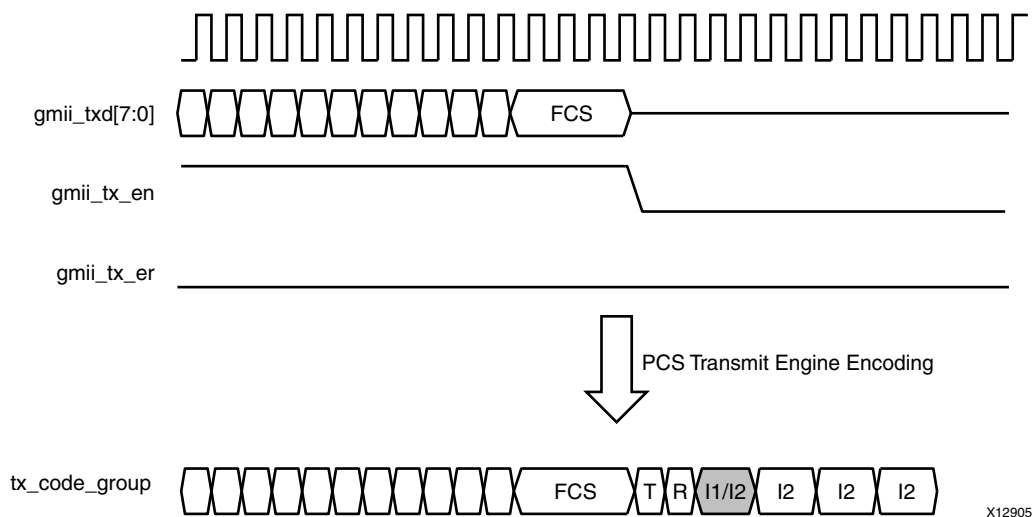 gmii_txd[7:0] FCS
gmii_tx_en
gmii_tx_er
PCS Transmit Engine Encoding
tx_code_group FCS T R I1/I2 I2 I2 I2
X12905